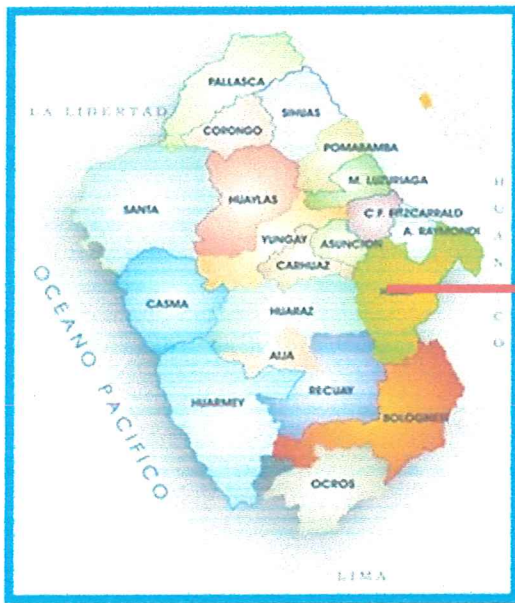 PALLASCA
LA LIBERTAD
SIHUAS
CORONGO
POMABAMBA
M. LUZURIAGA
HUAYLAS
SANTA
C.F. FITZCARRALD
A. RAYMONDI
YUNGAY
ASUNCION
CARHUAZ
CASMA
HUARAZ
AIJA
RECUAY
HUARMEY
BOLOGNESI
OCROS
OCEANO PACIFICO
LIMA